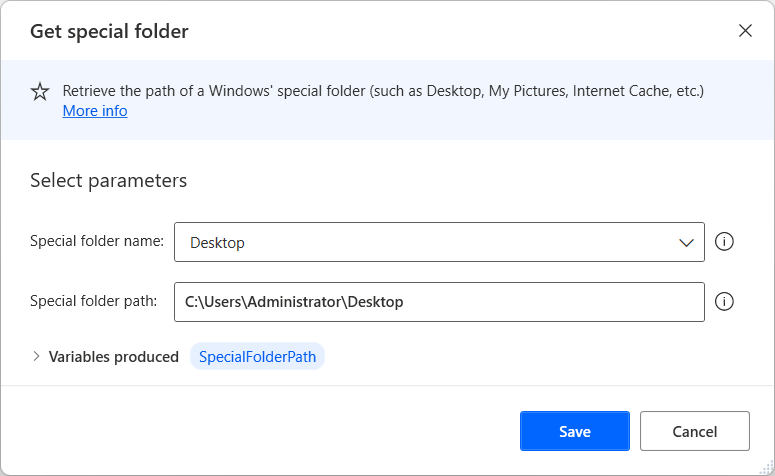 Get special folder
Retrieve the path of a Windows' special folder (such as Desktop, My Pictures, Internet Cache, etc.)
More info
Select parameters
Special folder name: Desktop
Special folder path: C:\Users\Administrator\Desktop
Variables produced SpecialFolderPath
Save Cancel